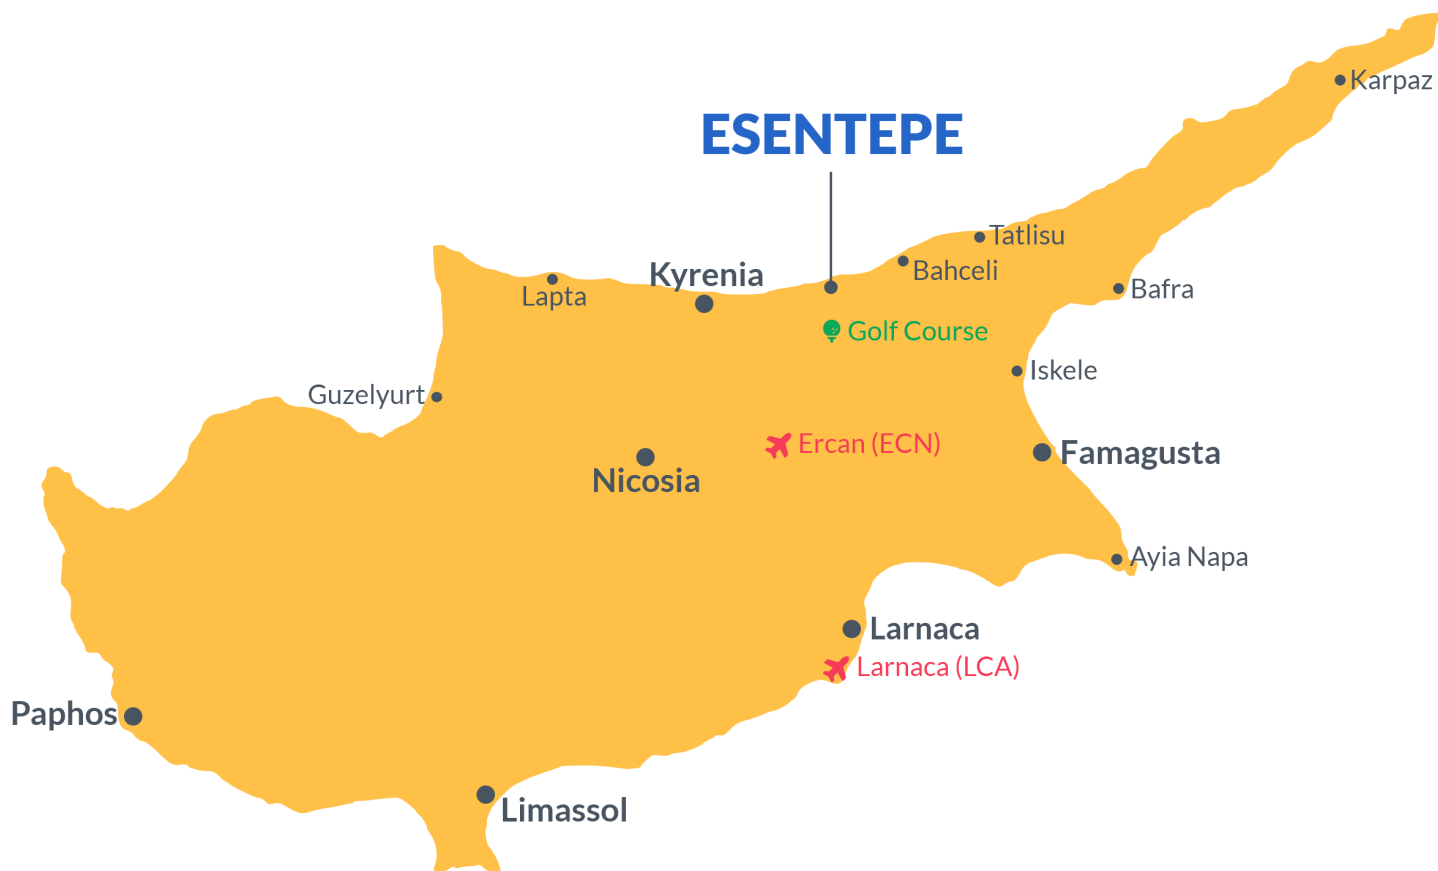 Karpaz
ESENTEPE
Tatlisu
Bahceli
Kyrenia
Lapta
Bafra
Golf Course
Iskele
Guzelyurt
Ercan (ECN)
Famagusta
Nicosia
Ayia Napa
Larnaca
Larnaca (LCA)
Paphos
Limassol